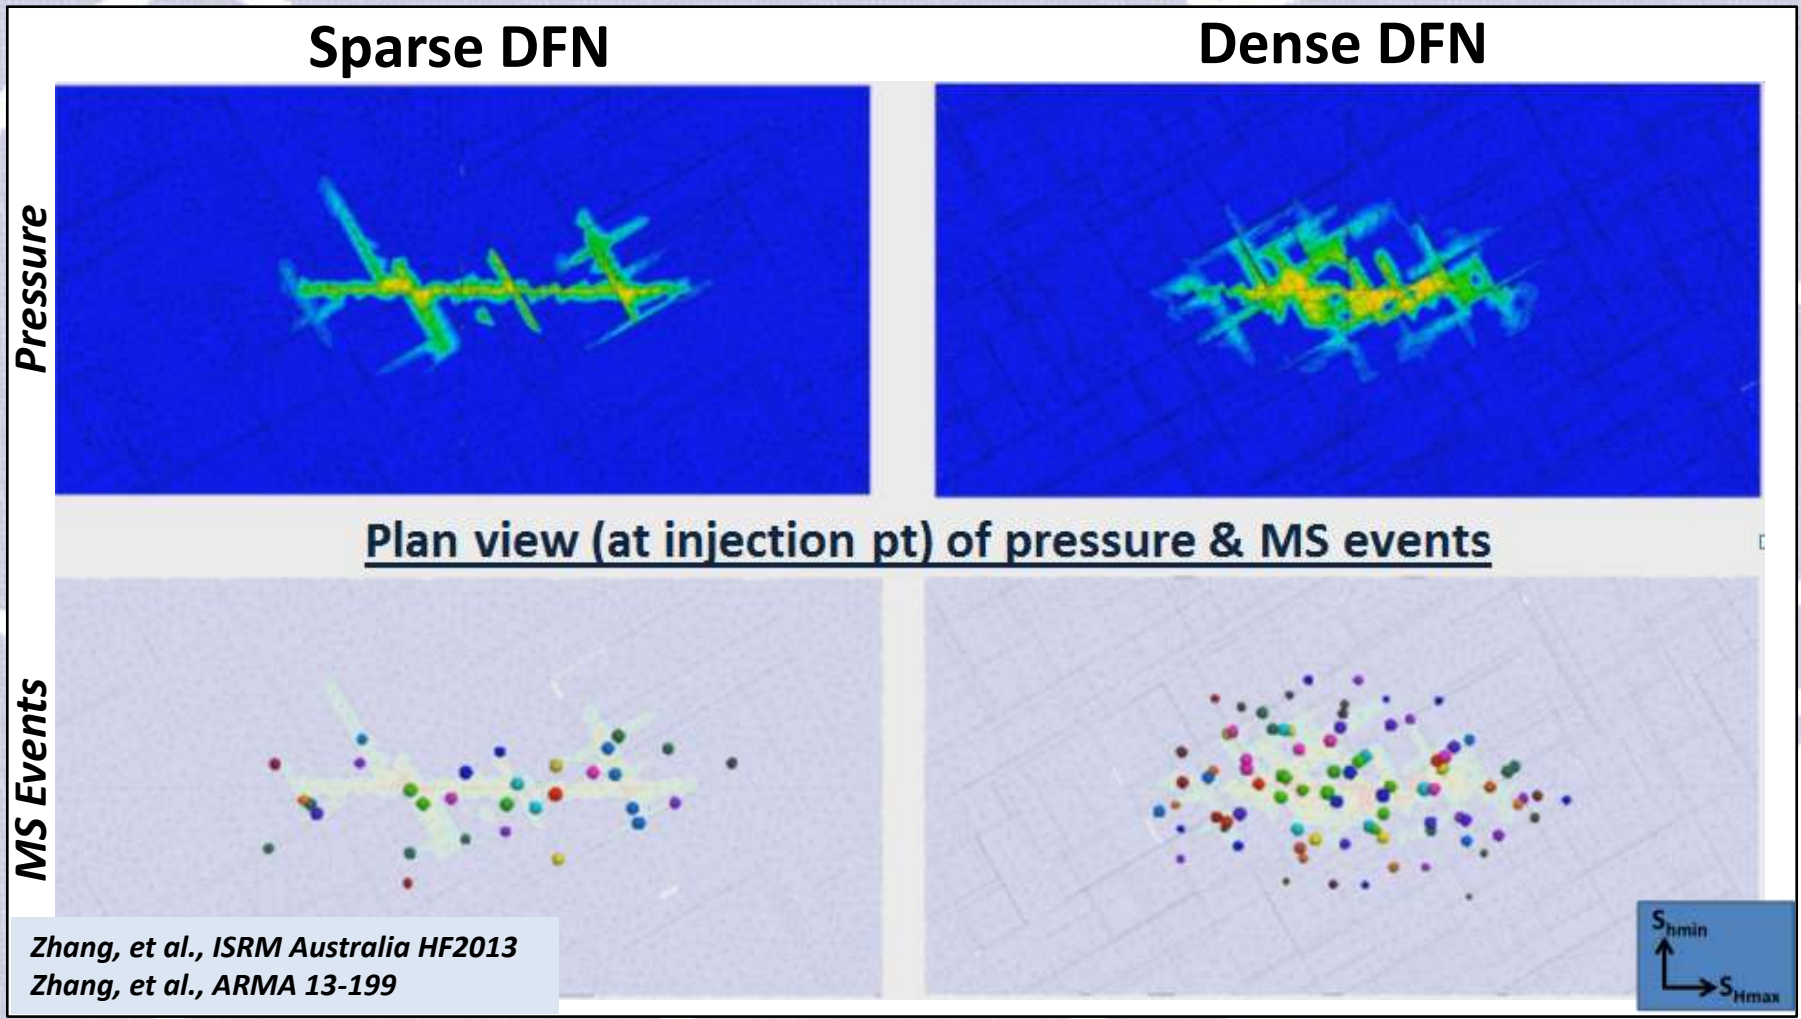 Sparse DFN
Dense DFN
Pressure
Plan view (at injection pt) of pressure & MS events
MS Events
Zhang, et al., ISRM Australia HF2013
Zhang, et al., ARMA 13-199
Shmin
SHmax